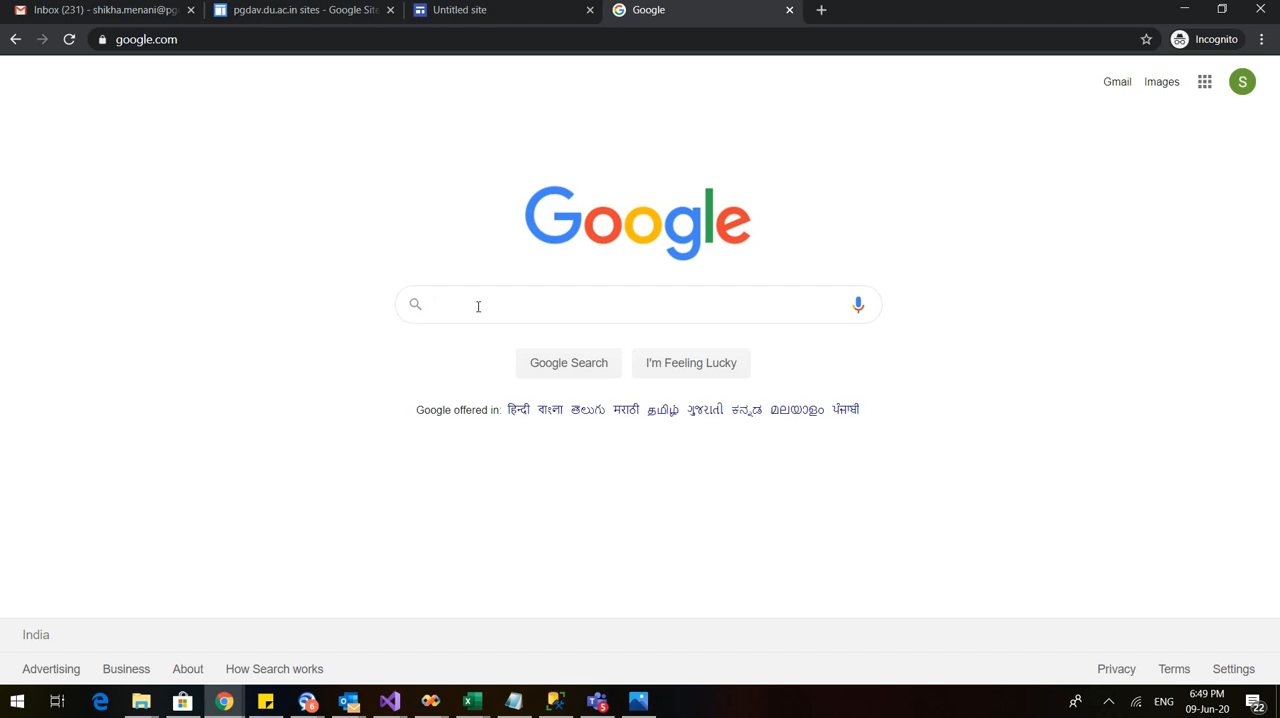 Inbox (231) - shikha.menani@pg
pgdav.du.ac.in sites - Google Site
Untitled site
Google
google.com
Incognito
Gmail Images S
Google
Google Search I'm Feeling Lucky
Google offered in: हिन्दी বাংলা తెలుగు मराठी தமிழ் ગુજરાતી ಕನ್ನಡ മലയാളം ਪੰਜਾਬੀ
India
Advertising Business About How Search works Privacy Terms Settings
6 5 ENG 6:49 PM 22
09-Jun-20